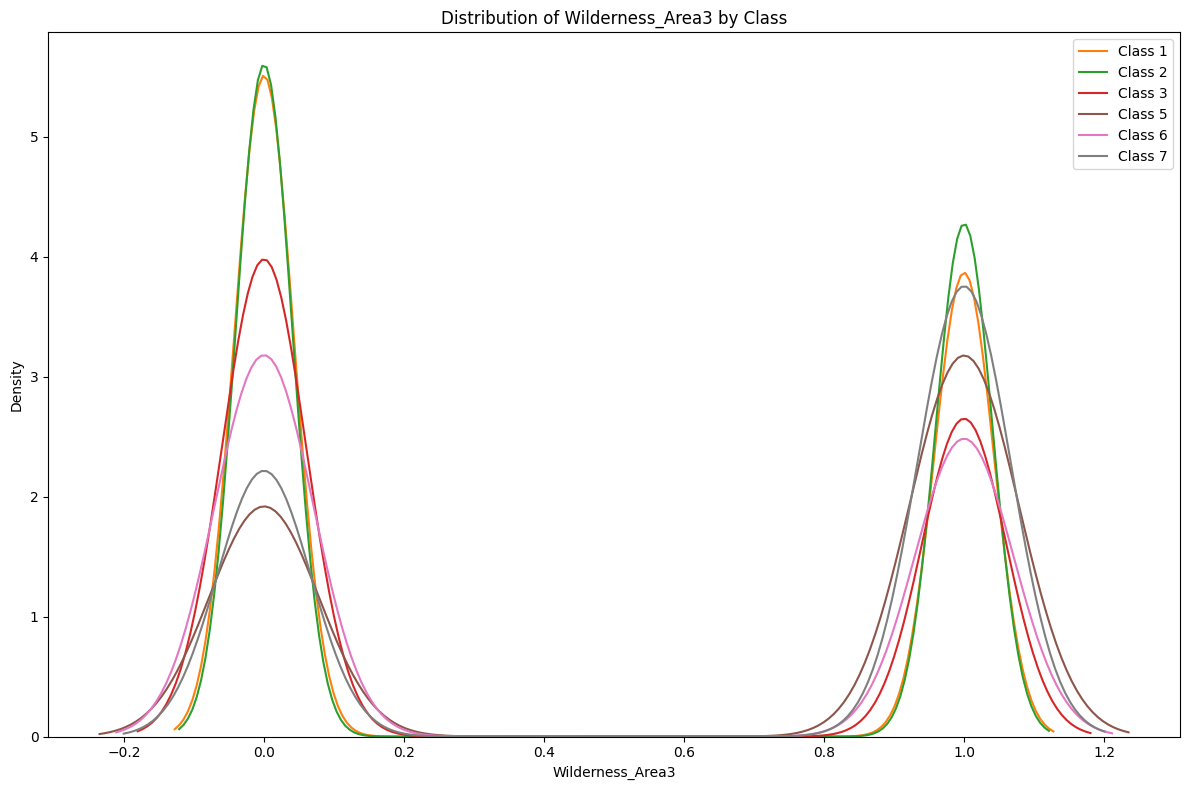 Distribution of Wilderness_Area3 by Class
Class 1
Class 2
Class 3
Class 5
Class 6
Class 7
Density
5
4
3
2
1
0
−0.2 0.0 0.2 0.4 0.6 0.8 1.0 1.2
Wilderness_Area3